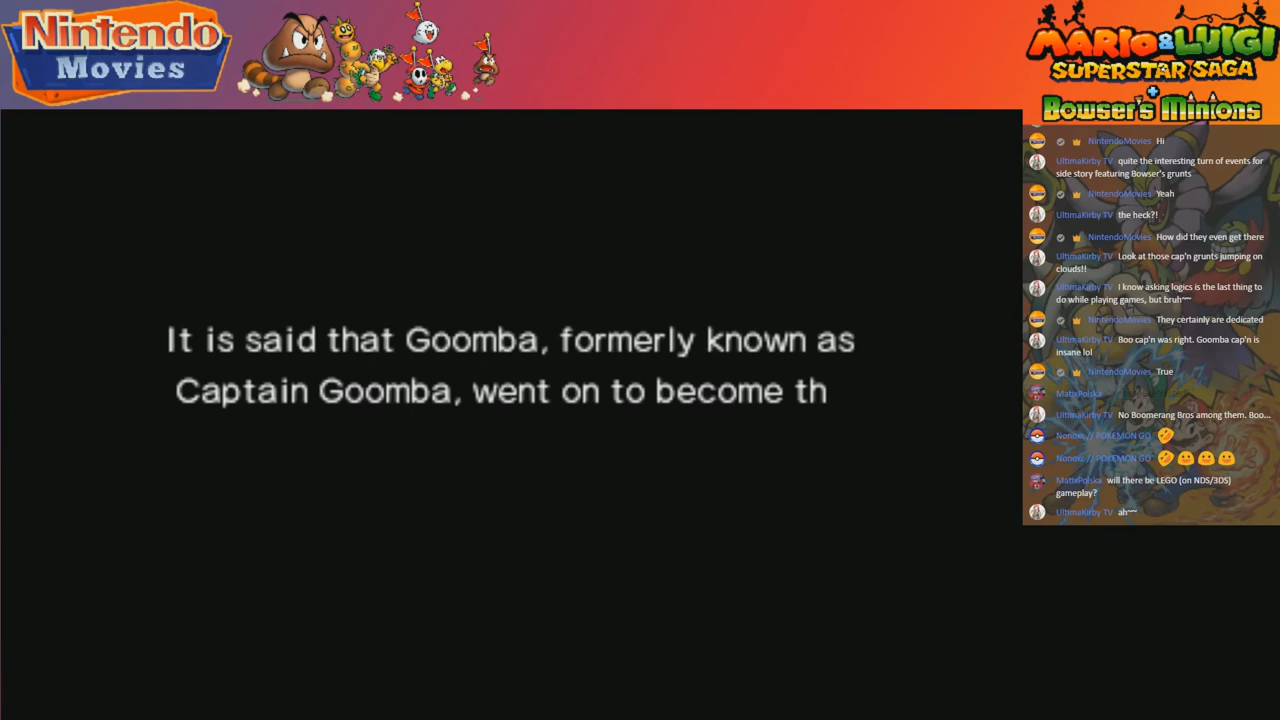 Nintendo
Movies
MARIO & LUIGI
SUPERSTAR SAGA
+
Bowser's Minions
NintendoMovies Hi
UltimaKirby TV quite the interesting turn of events for
side story featuring Bowser's grunts
NintendoMovies Yeah
UltimaKirby TV the heck?!
NintendoMovies How did they even get there
UltimaKirby TV Look at those cap'n grunts jumping on
clouds!!
UltimaKirby TV I know asking logics is the last thing to
do while playing games, but bruh~~
NintendoMovies They certainly are dedicated
UltimaKirby TV Boo cap'n was right. Goomba cap'n is
insane lol
NintendoMovies True
MatixPolska
UltimaKirby TV No Boomerang Bros among them. Boo...
Nonoxi // POKEMON GO
Nonoxi // POKEMON GO
MatixPolska will there be LEGO (on NDS/3DS)
gameplay?
UltimaKirby TV ah~~
It is said that Goomba, formerly known as
Captain Goomba, went on to become th